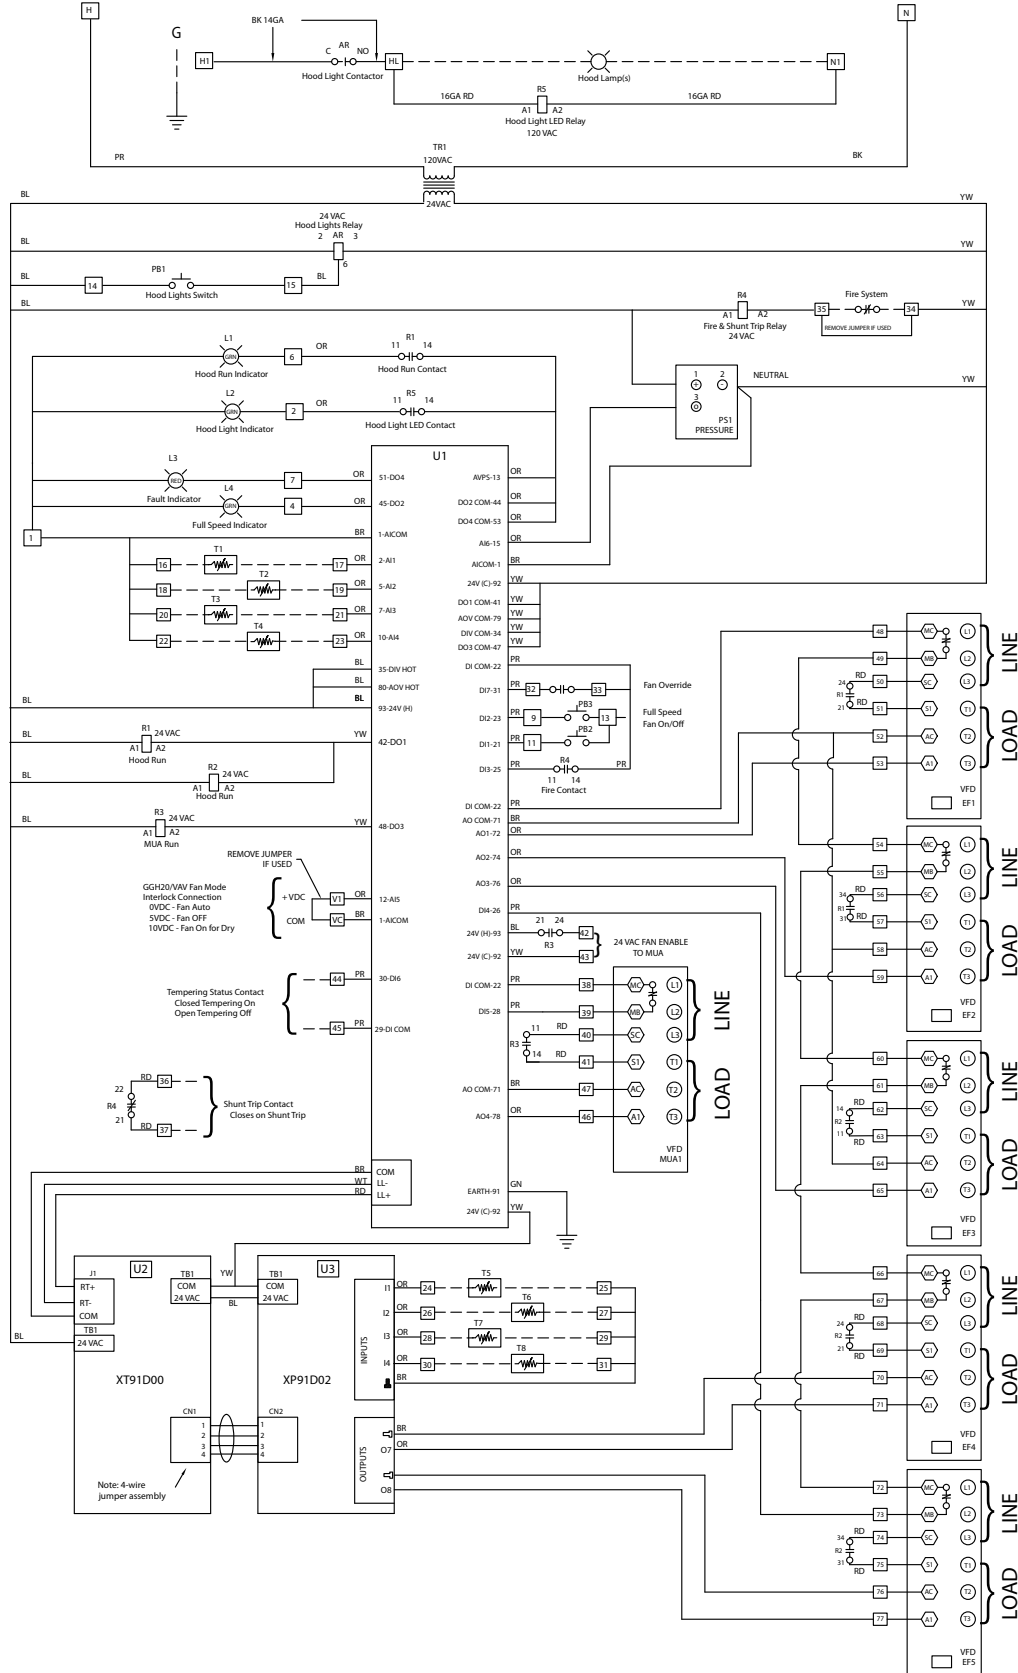 H
N
G
BK 14GA
H1
C
AR
NO
Hood Light Contactor
HL
Hood Lamp(s)
N1
16GA RD
R5
16GA RD
A1
A2
Hood Light LED Relay
120 VAC
PR
TR1
120VAC
BK
24VAC
BL
YW
24 VAC
Hood Lights Relay
2 AR 3
6
BL
YW
BL
14
PB1
Hood Lights Switch
15
BL
BL
R4
A1
A2
Fire & Shunt Trip Relay
24 VAC
35
Fire System
34
YW
REMOVE JUMPER IF USED
L1
GRN
Hood Run Indicator
6
OR
R1
11
14
Hood Run Contact
1
2
3
+
-
O
PS1
PRESSURE
NEUTRAL
YW
L2
GRN
Hood Light Indicator
2
OR
R5
11
14
Hood Light LED Contact
U1
L3
RED
Fault Indicator
7
OR
51-DO4
AVPS-13
OR
L4
GRN
Full Speed Indicator
4
OR
45-DO2
DO2 COM-44
OR
DO4 COM-53
OR
1
BR
1-AICOM
AI6-15
OR
16
T1
17
OR
2-AI1
AICOM-1
BR
18
T2
19
OR
5-AI2
24V (C)-92
YW
20
T3
21
OR
7-AI3
DO1 COM-41
YW
AOV COM-79
YW
22
T4
23
OR
10-AI4
DIV COM-34
YW
DO3 COM-47
YW
BL
35-DIV HOT
DI COM-22
PR
BL
80-AOV HOT
DI7-31
PR
32
33
Fan Override
BL
BL
93-24V (H)
DI2-23
PR
9
PB3
13
Full Speed
Fan On/Off
BL
R1
24 VAC
A1
A2
Hood Run
YW
42-DO1
DI1-21
PR
11
PB2
BL
R2
24 VAC
A1
A2
Hood Run
DI3-25
PR
R4
11
14
Fire Contact
PR
BL
R3
24 VAC
A1
A2
MUA Run
YW
48-DO3
DI COM-22
PR
AO COM-71
BR
AO1-72
OR
AO2-74
OR
AO3-76
OR
DI4-26
PR
REMOVE JUMPER
IF USED
GGH20/VAV Fan Mode
Interlock Connection
0VDC - Fan Auto
5VDC - Fan OFF
10VDC - Fan On for Dry
+VDC
V1
OR
12-AI5
COM
VC
BR
1-AICOM
24V (H)-93
BL
21
24
R3
42
24V (C)-92
YW
43
24 VAC FAN ENABLE
TO MUA
Tempering Status Contact
Closed Tempering On
Open Tempering Off
44
PR
30-DI6
45
PR
29-DI COM
DI COM-22
PR
38
MC
L1
DI5-28
PR
39
MB
L2
11
RD
40
SC
L3
R3
14
RD
41
S1
T1
AO COM-71
BR
47
AC
T2
AO4-78
OR
46
A1
T3
LINE
LOAD
VFD
MUA1
22
RD
36
R4
21
RD
37
Shunt Trip Contact
Closes on Shunt Trip
BR
COM
WT
LL-
RD
LL+
EARTH-91
GN
24V (C)-92
YW
48
MC
L1
49
MB
L2
24
RD
50
SC
L3
R1
21
RD
51
S1
T1
52
AC
T2
53
A1
T3
LINE
LOAD
VFD
EF1
54
MC
L1
55
MB
L2
34
RD
56
SC
L3
R1
31
RD
57
S1
T1
58
AC
T2
59
A1
T3
LINE
LOAD
VFD
EF2
60
MC
L1
61
MB
L2
14
RD
62
SC
L3
R2
11
RD
63
S1
T1
64
AC
T2
65
A1
T3
LINE
LOAD
VFD
EF3
66
MC
L1
67
MB
L2
24
RD
68
SC
L3
R2
21
RD
69
S1
T1
70
AC
T2
71
A1
T3
LINE
LOAD
VFD
EF4
72
MC
L1
73
MB
L2
34
RD
74
SC
L3
R2
31
RD
75
S1
T1
76
AC
T2
77
A1
T3
LINE
LOAD
VFD
EF5
U2
J1
RT+
RT-
COM
TB1
24 VAC
BL
TB1
COM
24 VAC
YW
BL
XT91D00
CN1
1
2
3
4
Note: 4-wire
jumper assembly
U3
TB1
COM
24 VAC
XP91D02
CN2
1
2
3
4
INPUTS
I1
OR
24
T5
25
I2
OR
26
T6
27
I3
OR
28
T7
29
I4
OR
30
T8
31
BR
OUTPUTS
BR
O7
OR
O8